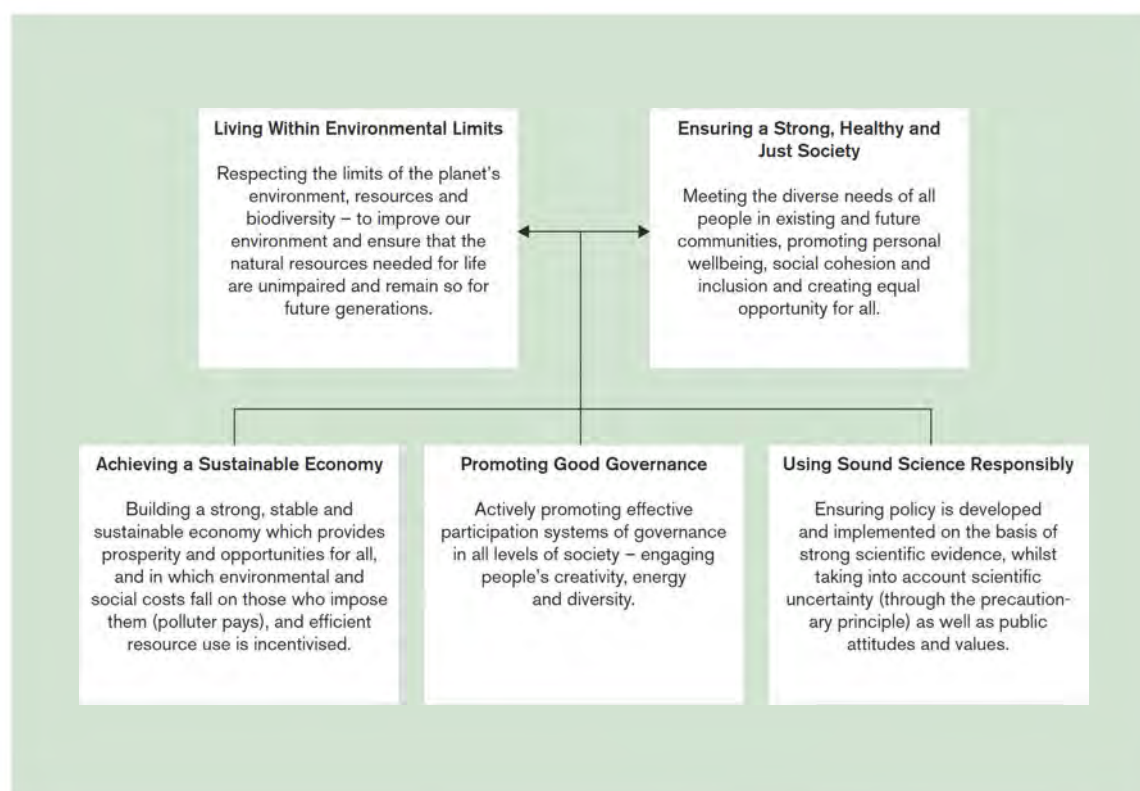 Living Within Environmental Limits
Respecting the limits of the planet's
environment, resources and
biodiversity – to improve our
environment and ensure that the
natural resources needed for life
are unimpaired and remain so for
future generations.
Ensuring a Strong, Healthy and
Just Society
Meeting the diverse needs of all
people in existing and future
communities, promoting personal
wellbeing, social cohesion and
inclusion and creating equal
opportunity for all.
Achieving a Sustainable Economy
Building a strong, stable and
sustainable economy which provides
prosperity and opportunities for all,
and in which environmental and
social costs fall on those who impose
them (polluter pays), and efficient
resource use is incentivised.
Promoting Good Governance
Actively promoting effective
participation systems of governance
in all levels of society – engaging
people's creativity, energy
and diversity.
Using Sound Science Responsibly
Ensuring policy is developed
and implemented on the basis
of strong scientific evidence, whilst
taking into account scientific
uncertainty (through the precaution-
ary principle) as well as public
attitudes and values.